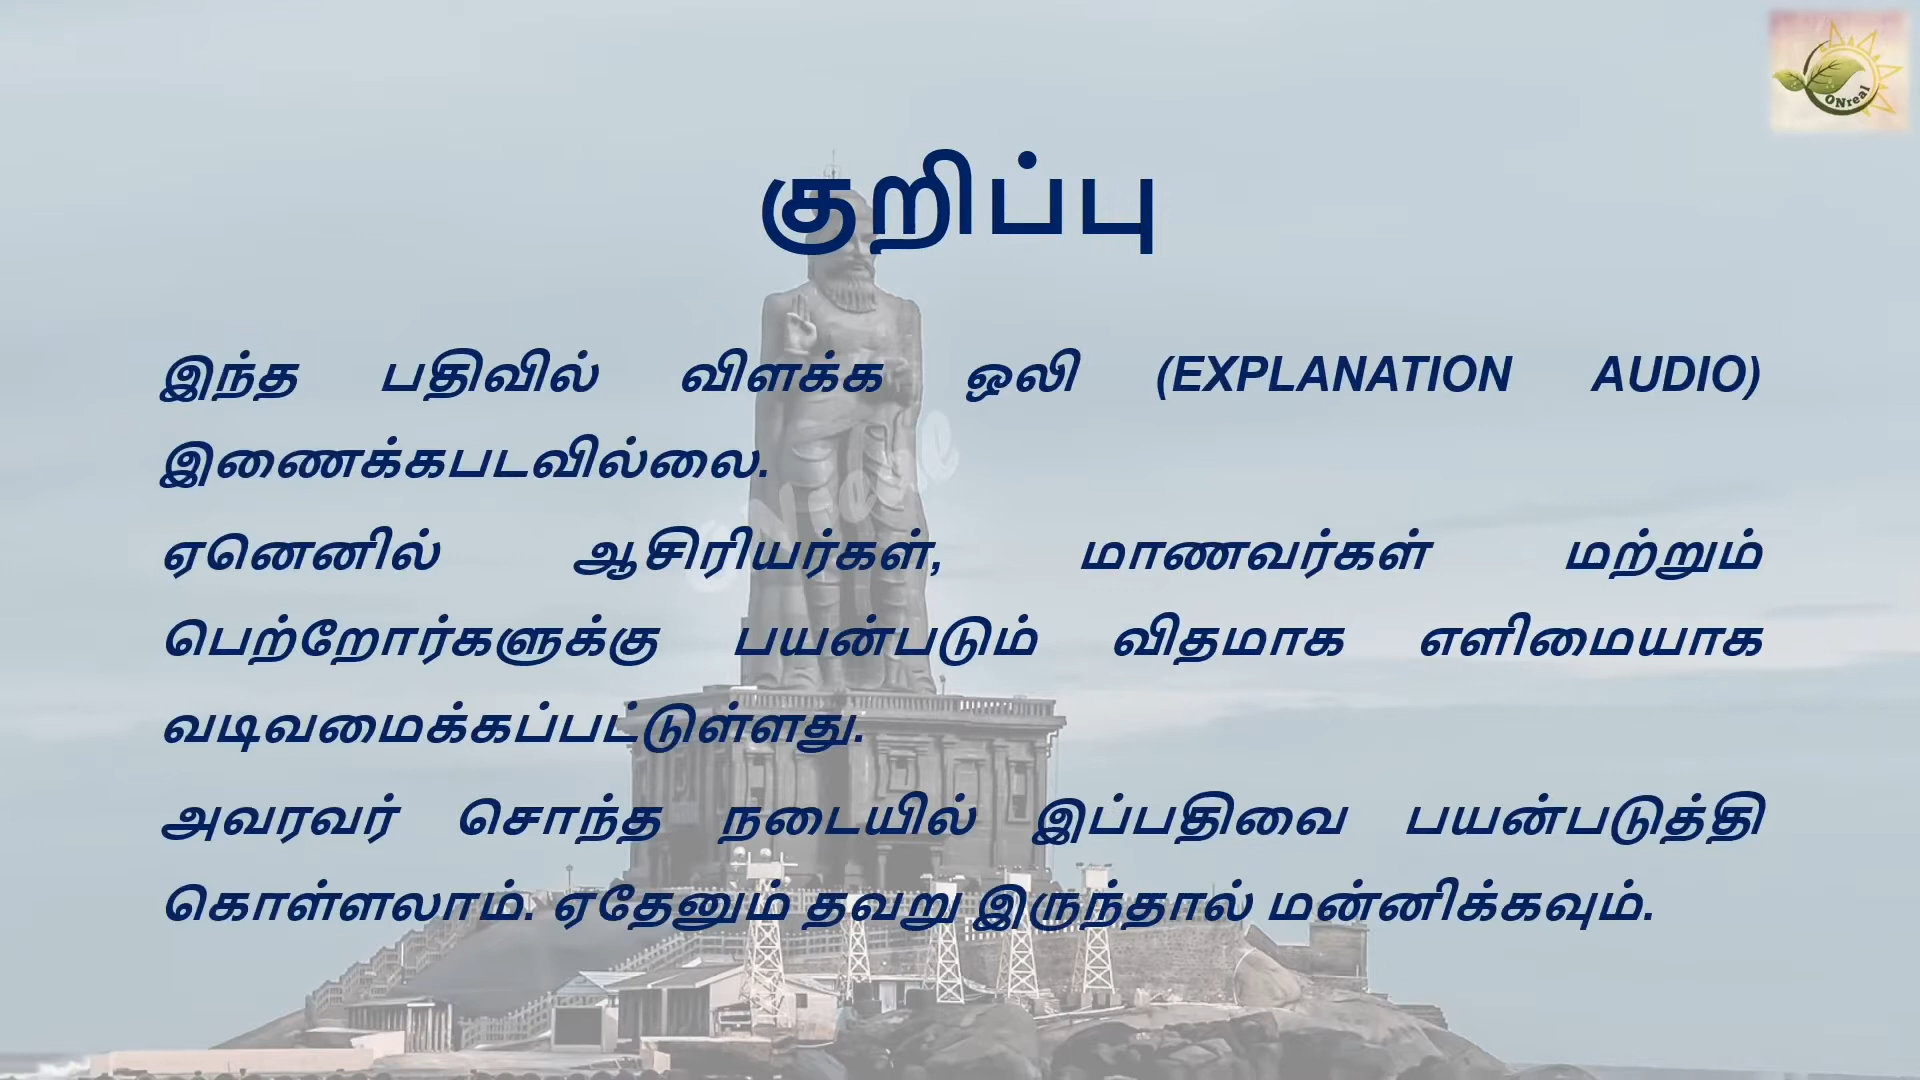 ONreal
குறிப்பு
இந்த பதிவில் விளக்க ஒலி (EXPLANATION AUDIO)
இணைக்கபடவில்லை.
ஏனெனில் ஆசிரியர்கள், மாணவர்கள் மற்றும்
பெற்றோர்களுக்கு பயன்படும் விதமாக எளிமையாக
வடிவமைக்கப்பட்டுள்ளது.
அவரவர் சொந்த நடையில் இப்பதிவை பயன்படுத்தி
கொள்ளலாம். ஏதேனும் தவறு இருந்தால் மன்னிக்கவும்.